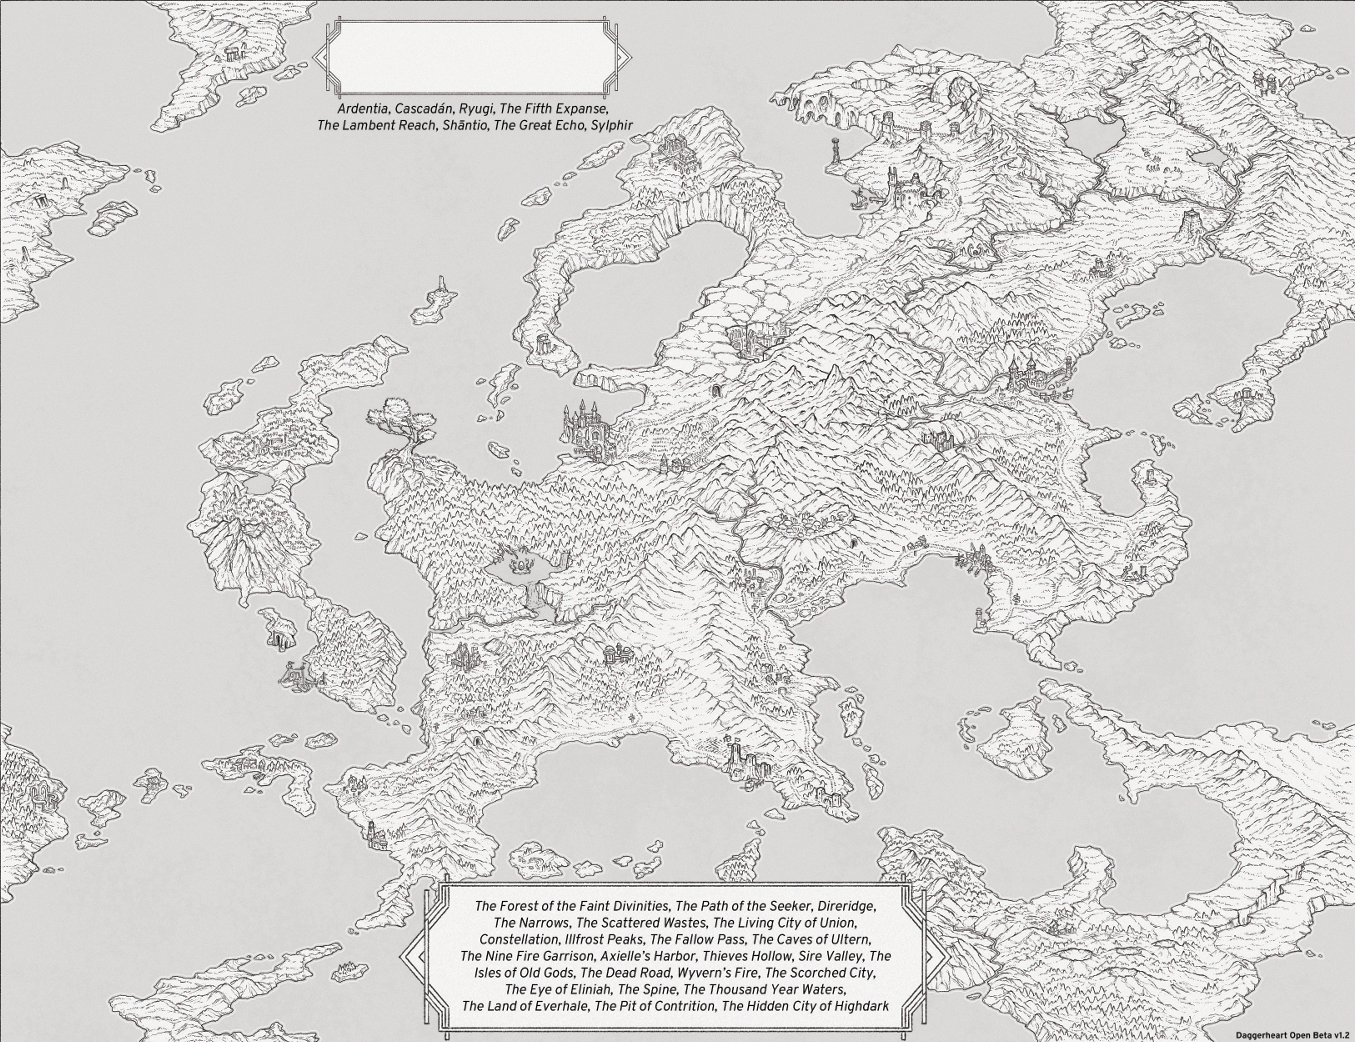 Ardentia, Cascadán, Ryugi, The Fifth Expanse,
The Lambent Reach, Shāntio, The Great Echo, Sylphir
The Forest of the Faint Divinities, The Path of the Seeker, Direridge,
The Narrows, The Scattered Wastes, The Living City of Union,
Constellation, Illfrost Peaks, The Fallow Pass, The Caves of Ultern,
The Nine Fire Garrison, Axielle's Harbor, Thieves Hollow, Sire Valley, The
Isles of Old Gods, The Dead Road, Wyvern's Fire, The Scorched City,
The Eye of Eliniah, The Spine, The Thousand Year Waters,
The Land of Everhale, The Pit of Contrition, The Hidden City of Highdark
Daggerheart Open Beta v1.2